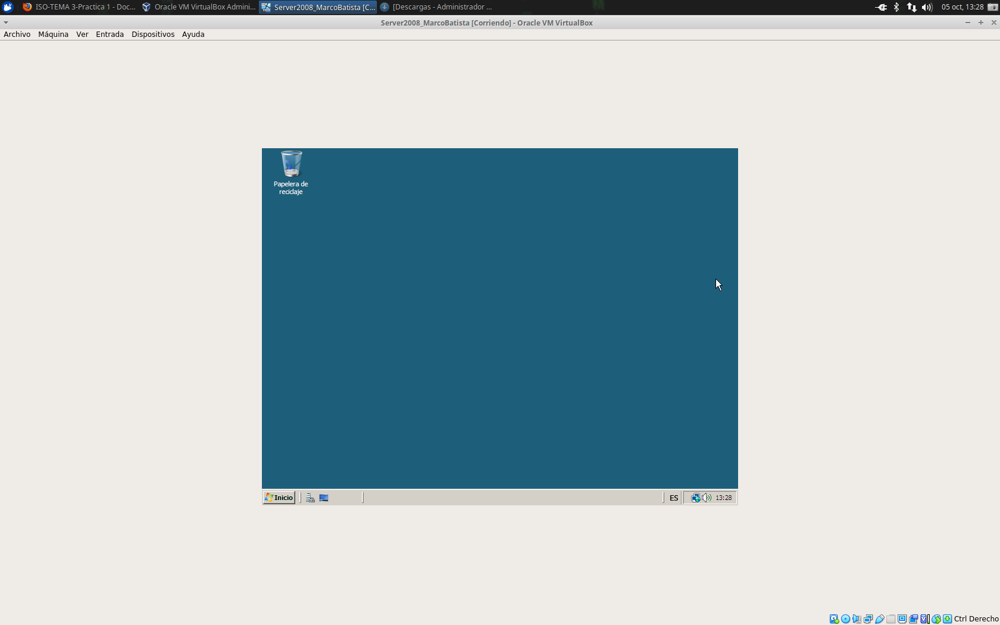 ISO-TEMA 3-Practica 1 - Doc... Oracle VM VirtualBox Admini... Server2008_MarcoBatista [C... [Descargas - Administrador ... 05 oct, 13:28
Server2008_MarcoBatista [Corriendo] - Oracle VM VirtualBox
Archivo Máquina Ver Entrada Dispositivos Ayuda
Papelera de
reciclaje
Inicio ES 13:28
Ctrl Derecho